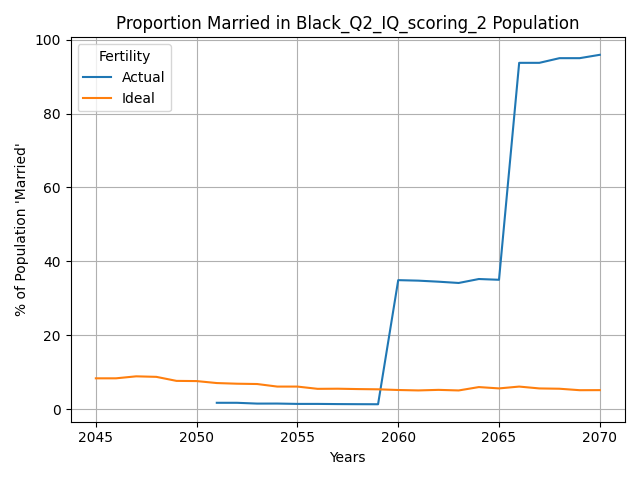 Proportion Married in Black_Q2_IQ_scoring_2 Population
% of Population 'Married'
100
80
60
40
20
0
Fertility
Actual
Ideal
2045 2050 2055 2060 2065 2070
Years